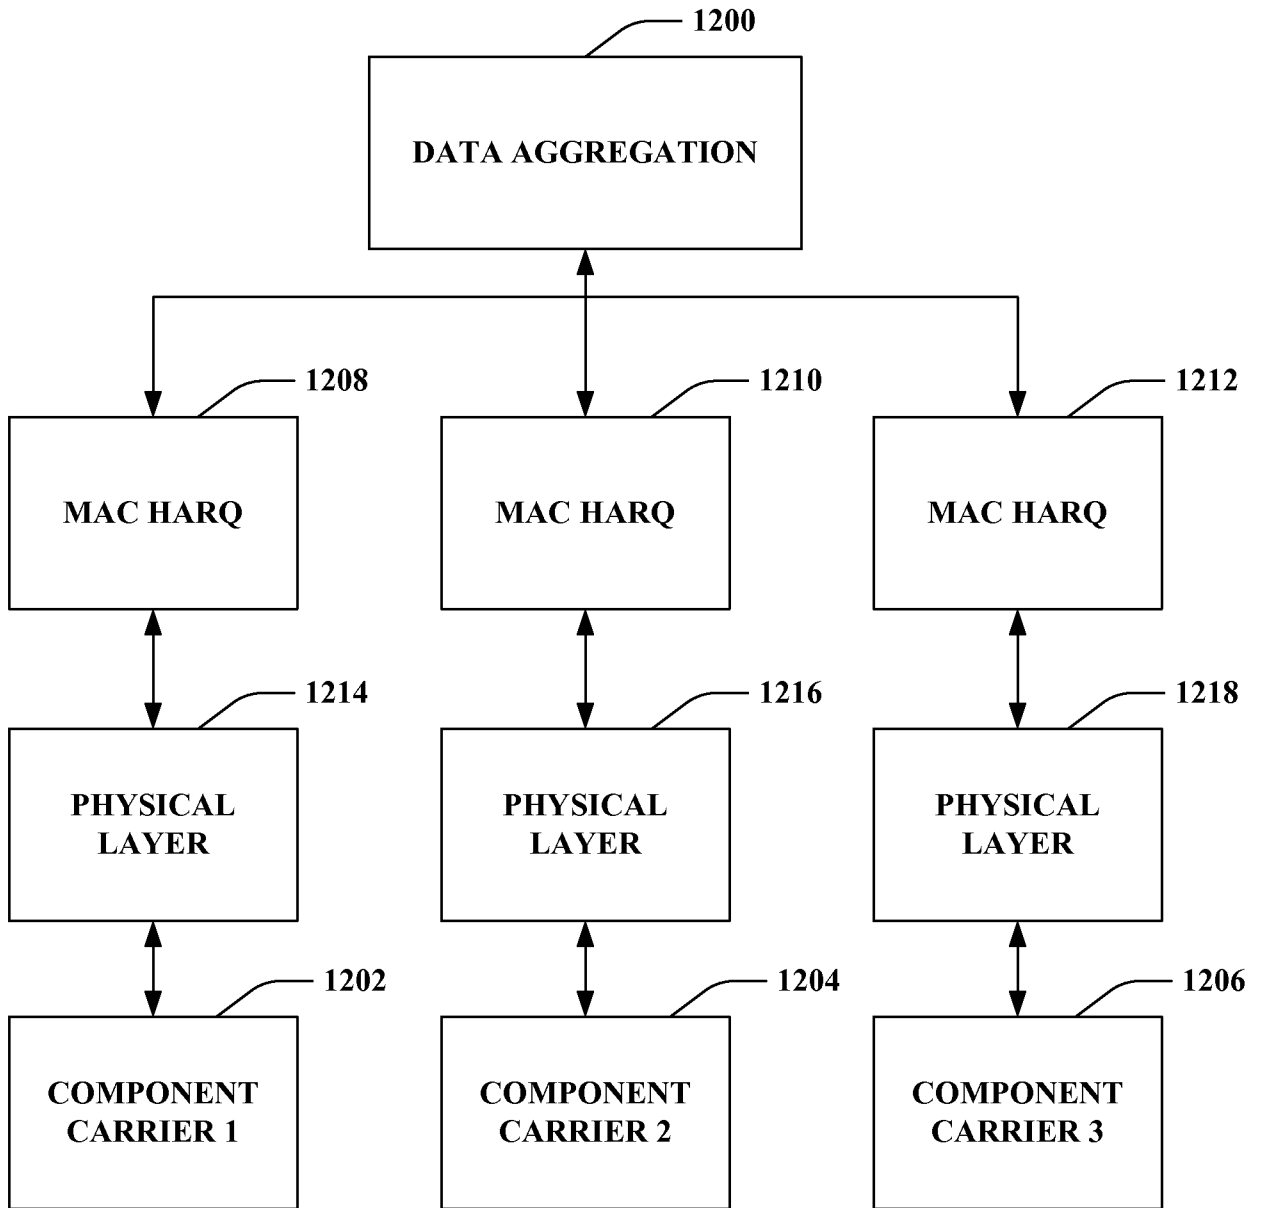 1200
DATA AGGREGATION
1208
1210
1212
MAC HARQ
MAC HARQ
MAC HARQ
1214
1216
1218
PHYSICAL
LAYER
PHYSICAL
LAYER
PHYSICAL
LAYER
1202
1204
1206
COMPONENT
CARRIER 1
COMPONENT
CARRIER 2
COMPONENT
CARRIER 3